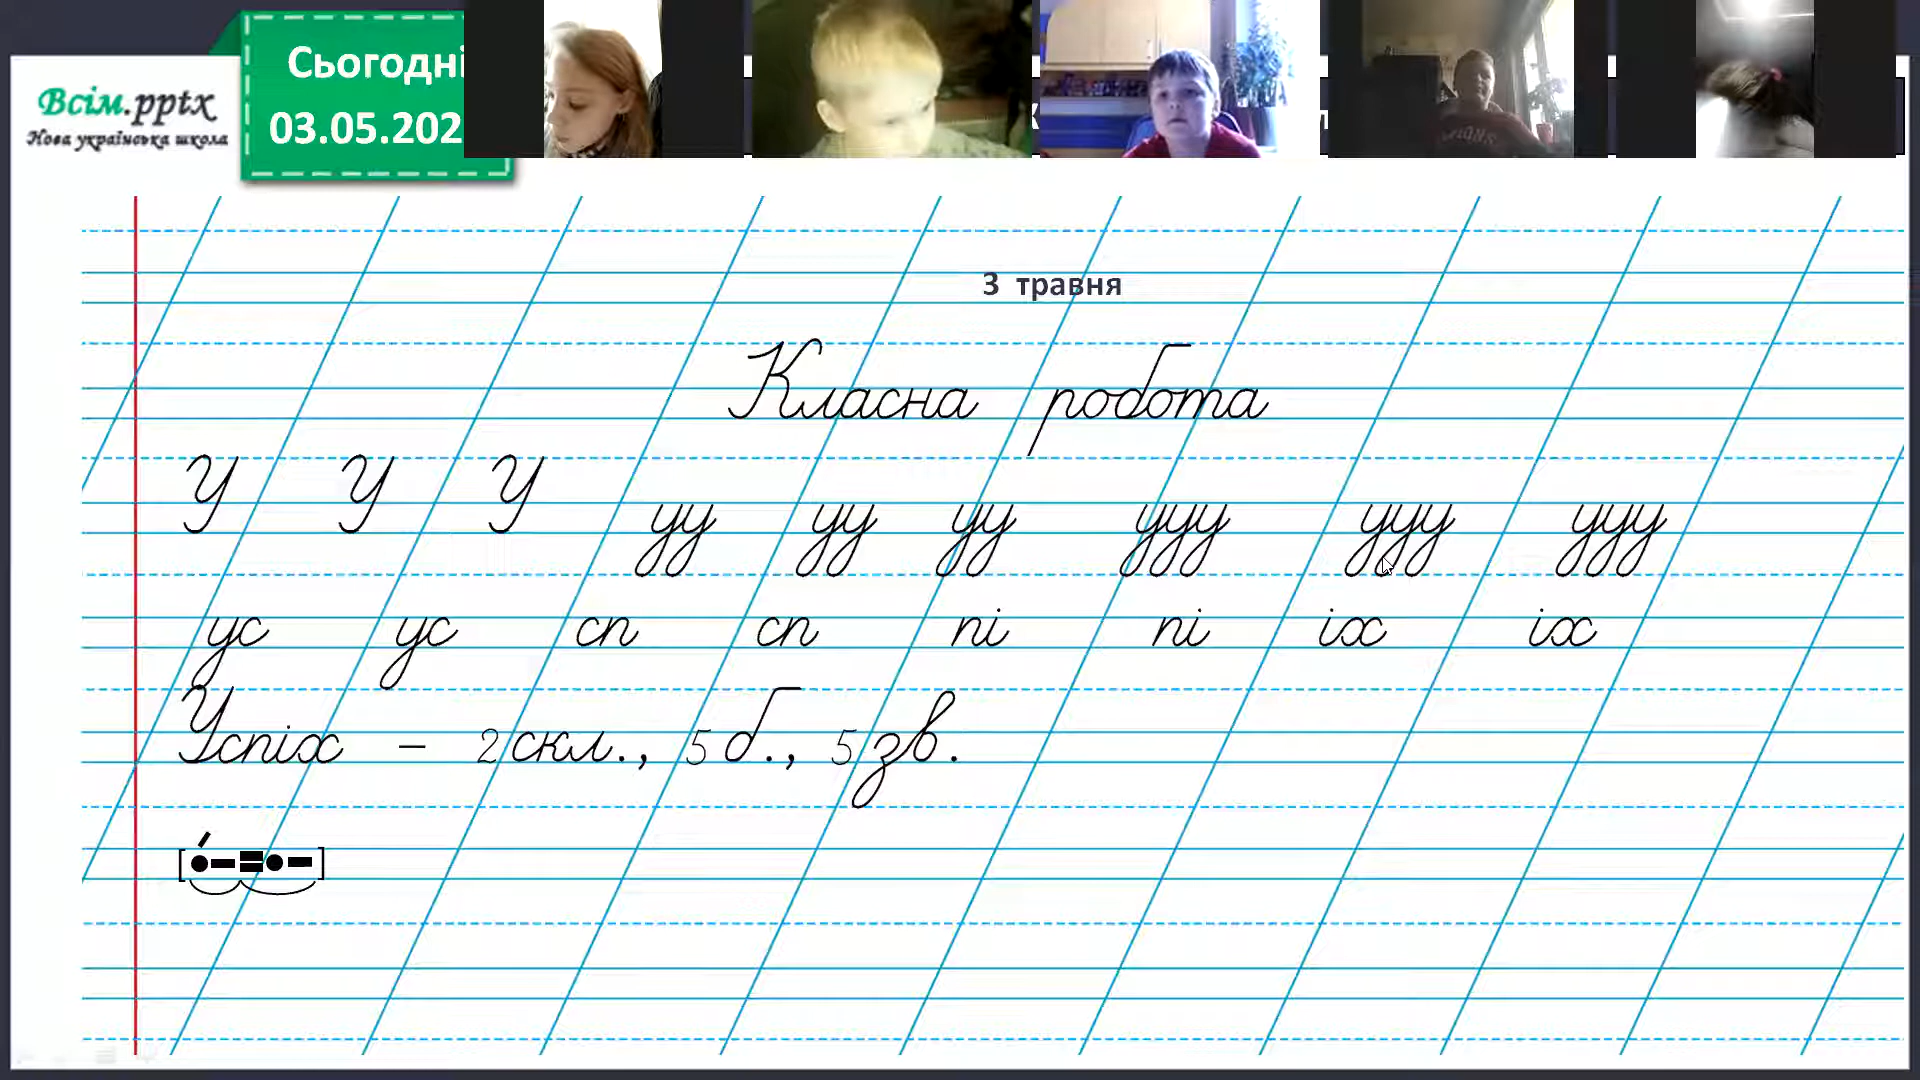 Всім.pptx
Нова українська школа
Сьогодні
03.05.202
3 травня
Класна робота
У У У уу уу уу ууу ууу ууу
ус ус сп сп пі пі іх іх
Успіх – 2 скл., 5 б., 5 зв.
[•–=•–]